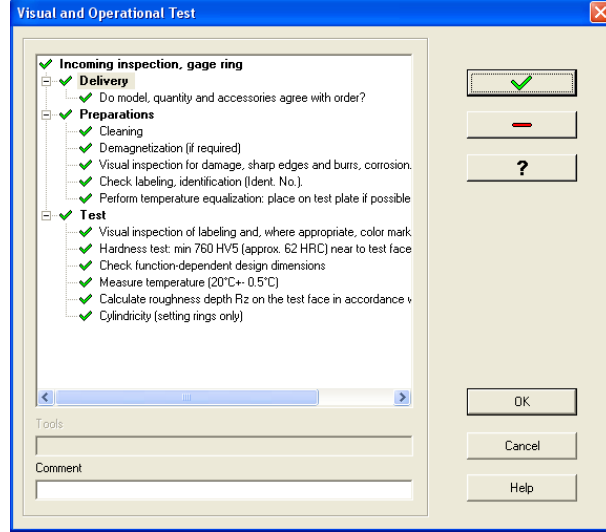 Visual and Operational Test
Incoming inspection, gage ring
Delivery
Do model, quantity and accessories agree with order?
Preparations
Cleaning
Demagnetization (if required)
Visual inspection for damage, sharp edges and burrs, corrosion.
Check labeling, identification (Ident. No.).
Perform temperature equalization: place on test plate if possible
Test
Visual inspection of labeling and, where appropriate, color mark
Hardness test: min 760 HV5 (approx. 62 HRC) near to test face
Check function-dependent design dimensions
Measure temperature (20°C+- 0.5°C)
Calculate roughness depth Rz on the test face in accordance w
Cylindricity (setting rings only)
?
OK
Tools
Cancel
Comment
Help